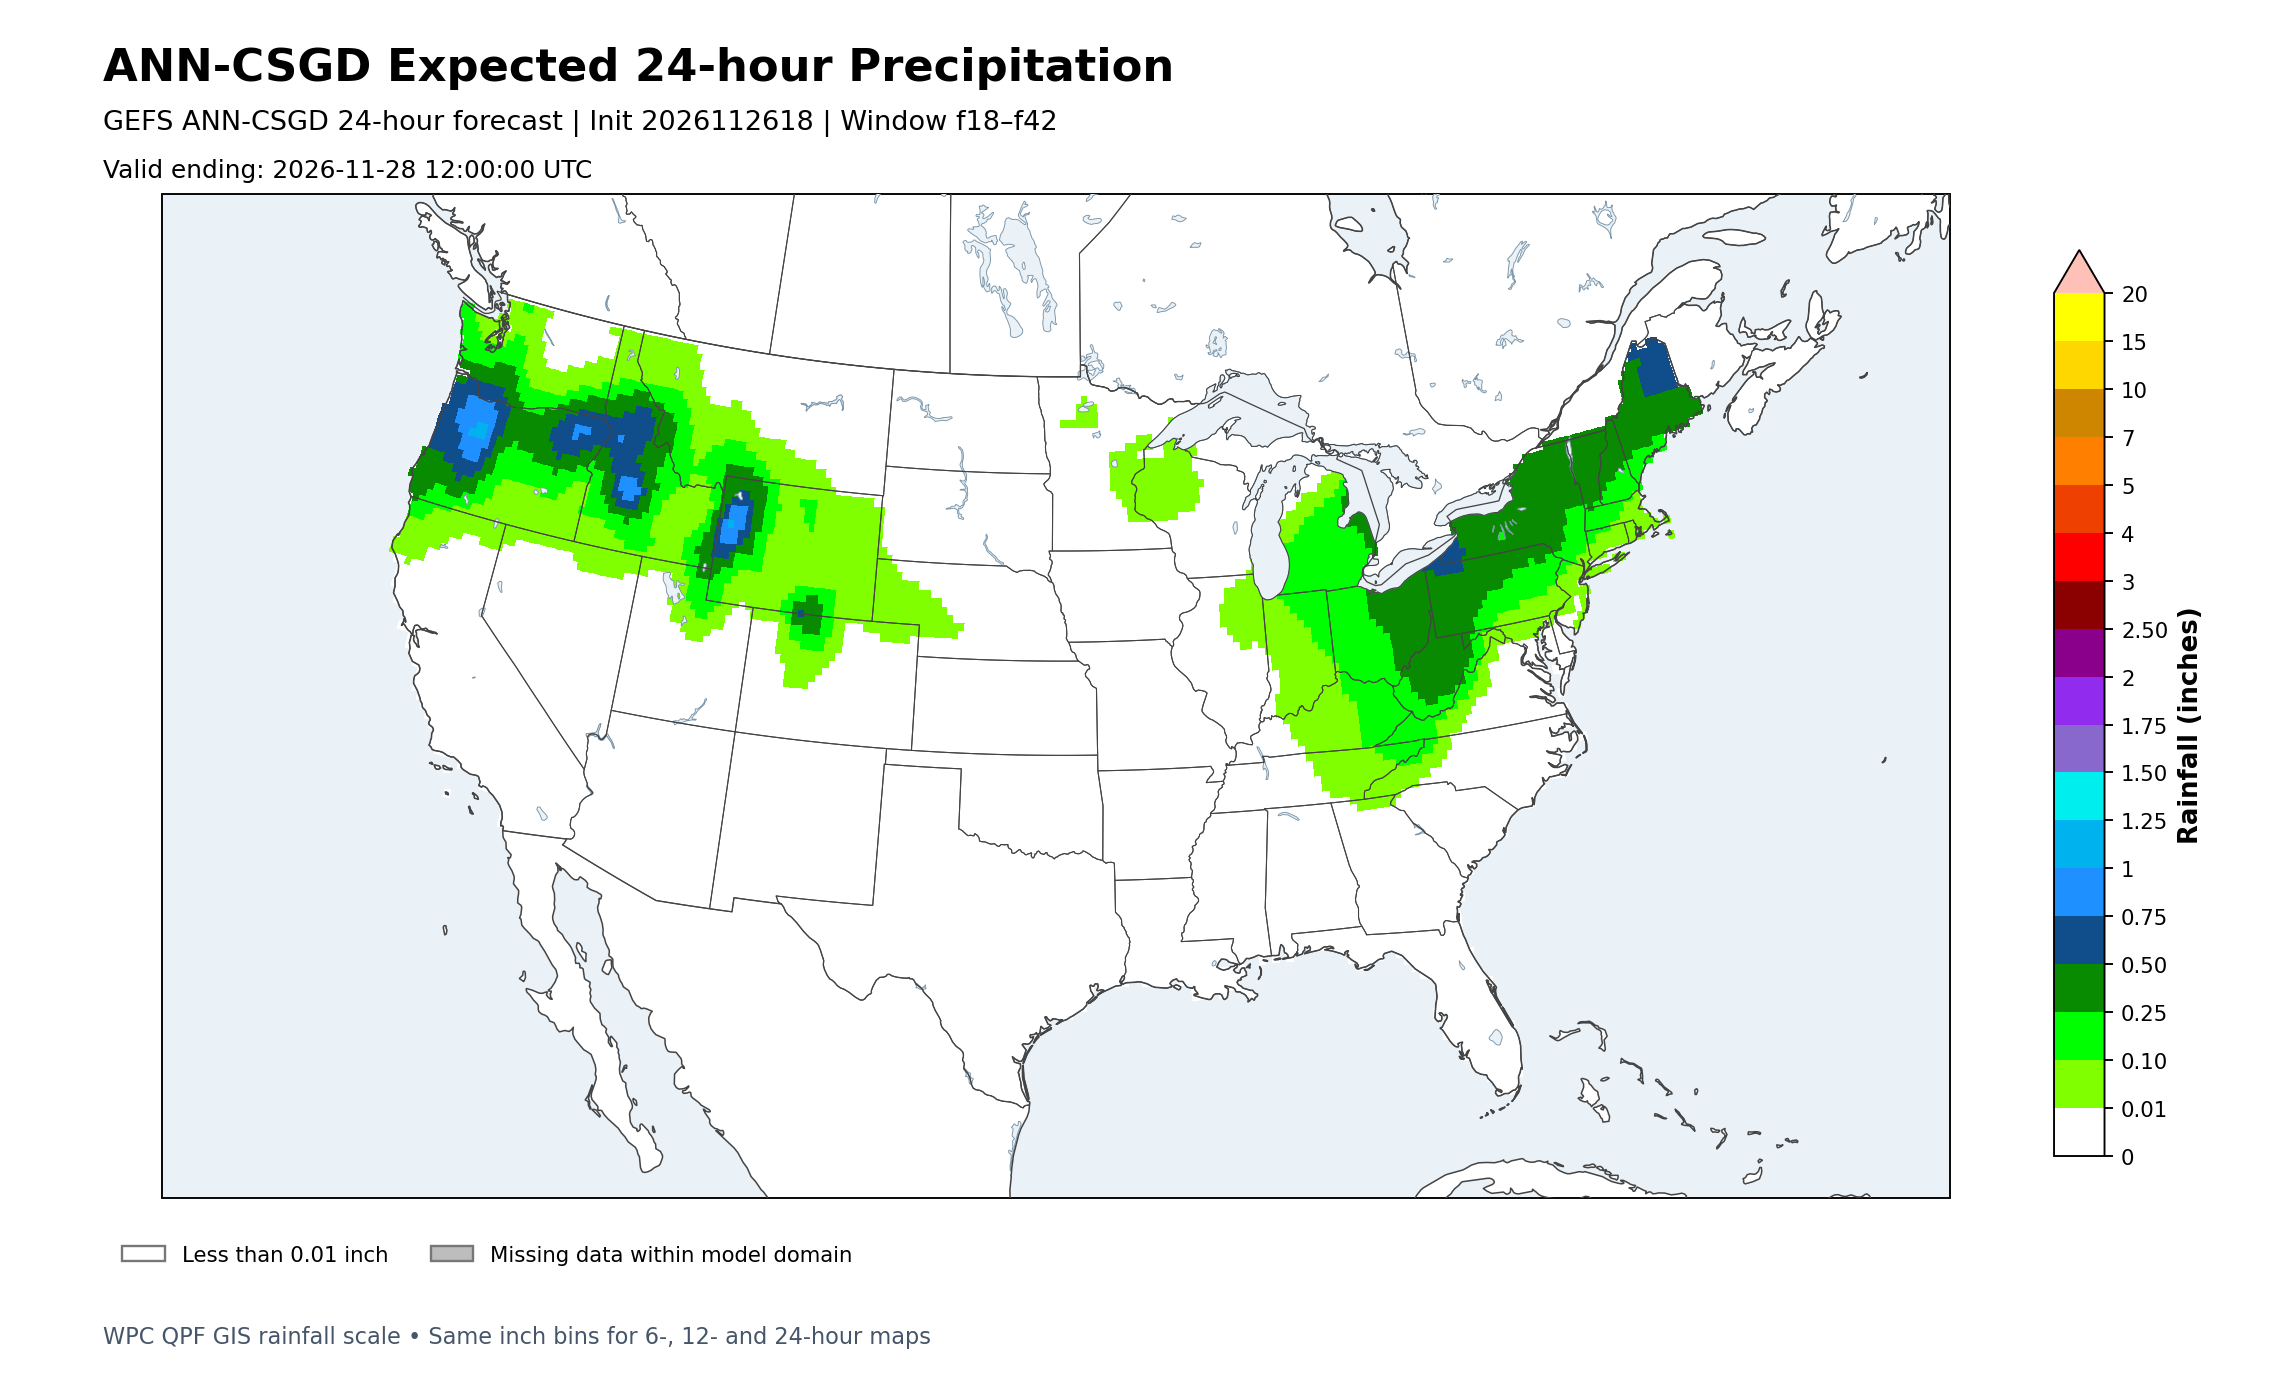 ANN-CSGD Expected 24-hour Precipitation
GEFS ANN-CSGD 24-hour forecast | Init 2026112618 | Window f18–f42
Valid ending: 2026-11-28 12:00:00 UTC
20
15
10
7
5
4
3
2.50
2
1.75
1.50
1.25
1
0.75
0.50
0.25
0.10
0.01
0
Rainfall (inches)
Less than 0.01 inch
Missing data within model domain
WPC QPF GIS rainfall scale • Same inch bins for 6-, 12- and 24-hour maps